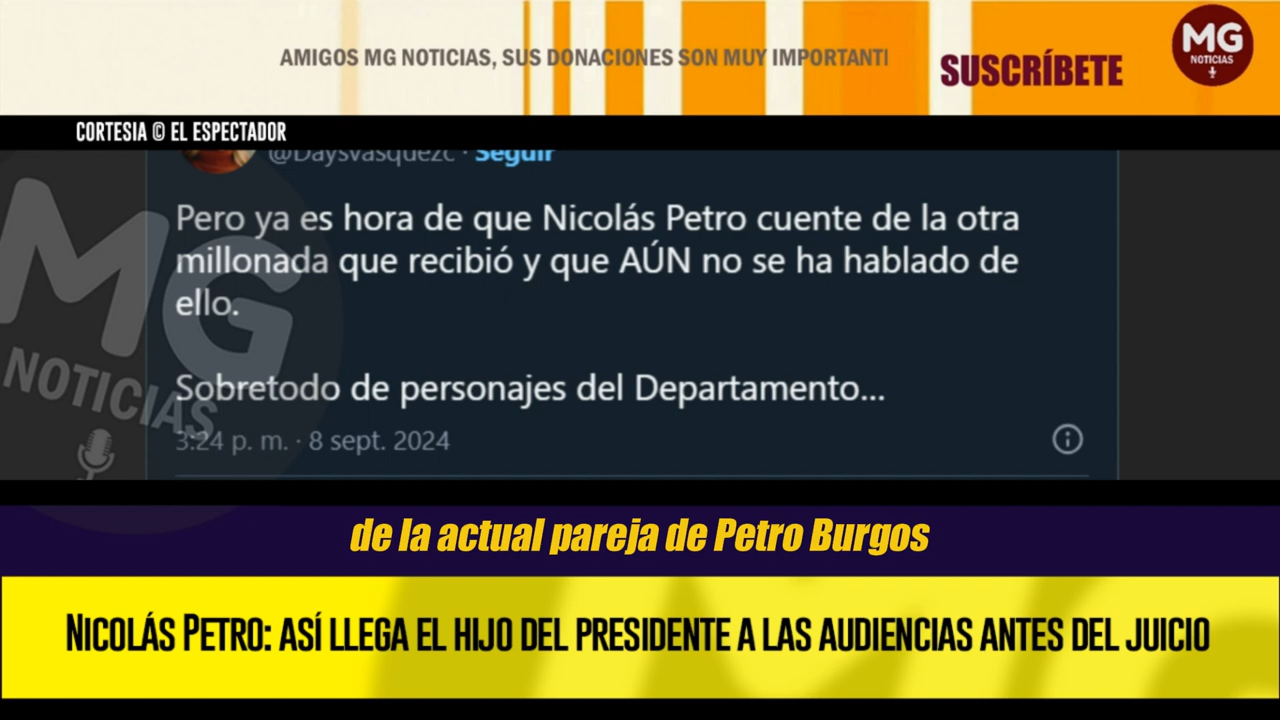 AMIGOS MG NOTICIAS, SUS DONACIONES SON MUY IMPORTANT
SUSCRÍBETE
MG
NOTICIAS
CORTESIA © EL ESPECTADOR
@Daysvasquezc · Seguir
Pero ya es hora de que Nicolás Petro cuente de la otra
millonada que recibió y que AÚN no se ha hablado de
ello.
Sobretodo de personajes del Departamento...
3:24 p. m. · 8 sept. 2024
MG
NOTICIAS
de la actual pareja de Petro Burgos
NICOLÁS PETRO: ASÍ LLEGA EL HIJO DEL PRESIDENTE A LAS AUDIENCIAS ANTES DEL JUICIO